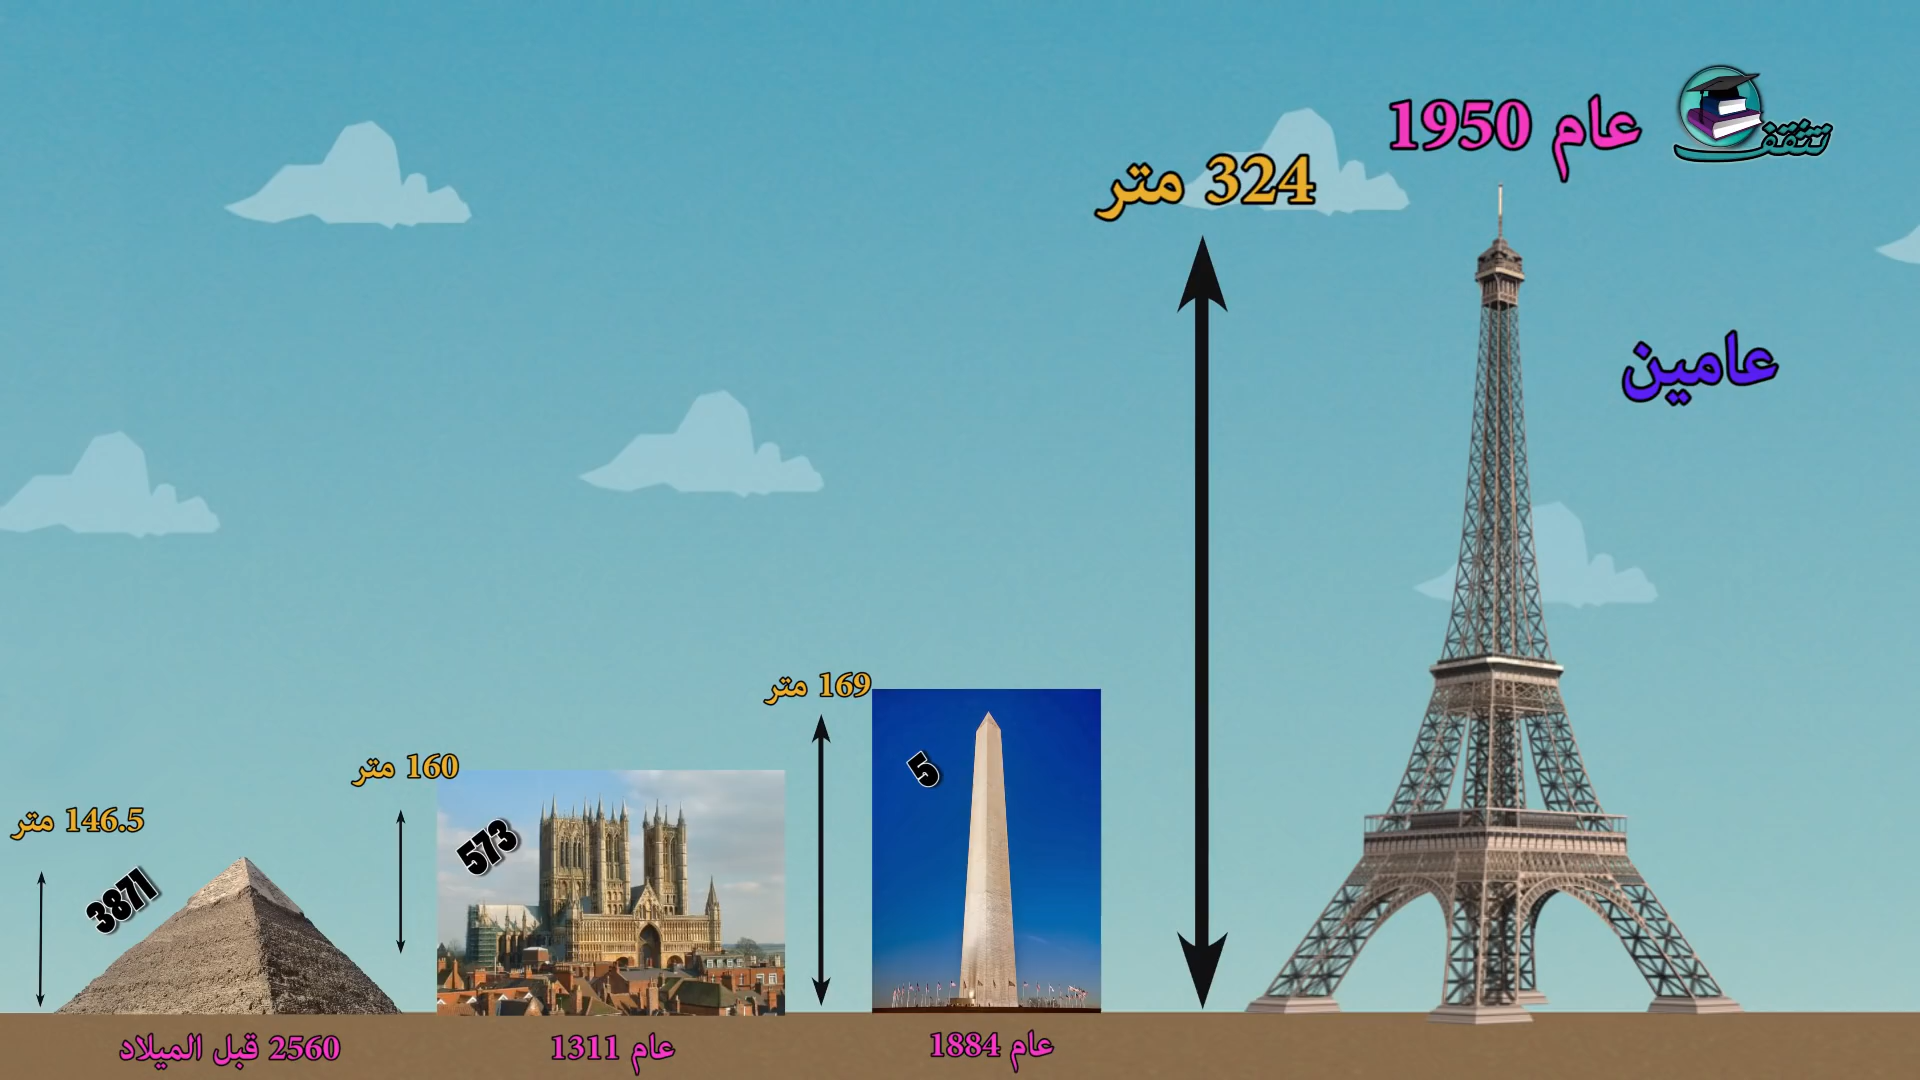 تثقف
عام 1950
324 متر
عامين
169 متر
5
160 متر
573
146.5 متر
3871
عام 1884
عام 1311
2560 قبل الميلاد